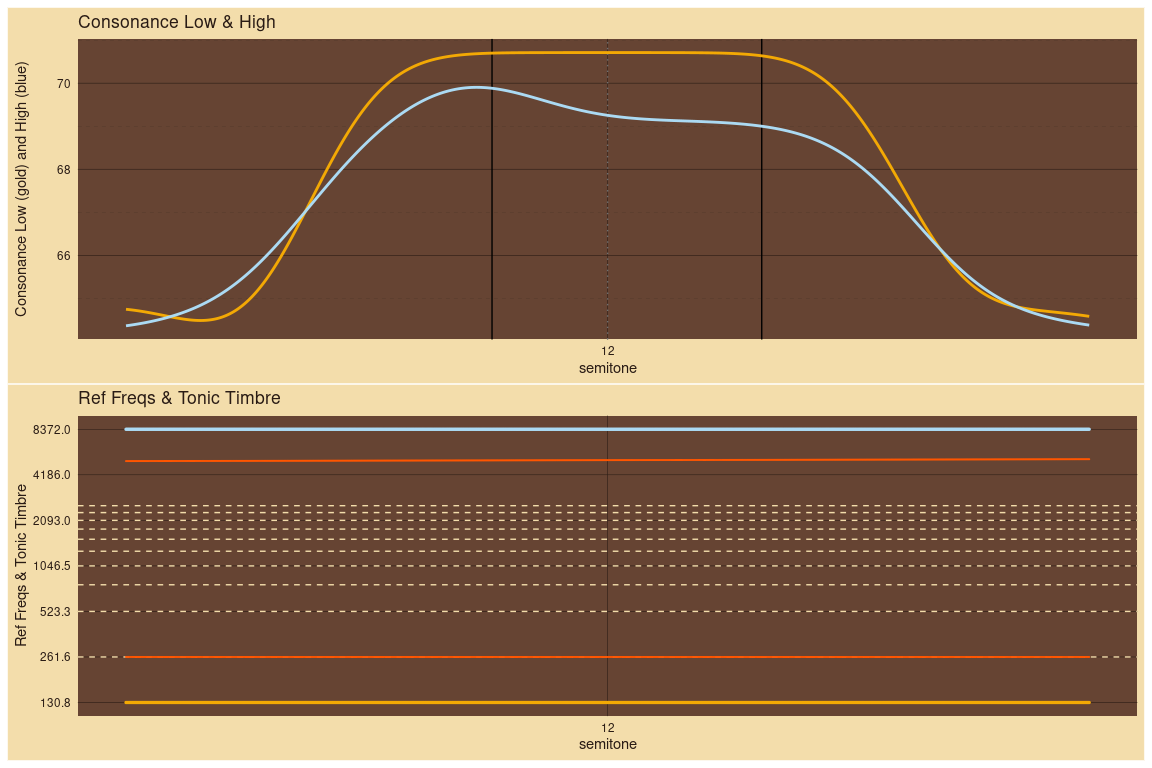 Consonance Low & High
Consonance Low (gold) and High (blue)
70
68
66
12
semitone
Ref Freqs & Tonic Timbre
Ref Freqs & Tonic Timbre
8372.0
4186.0
2093.0
1046.5
523.3
261.6
130.8
12
semitone